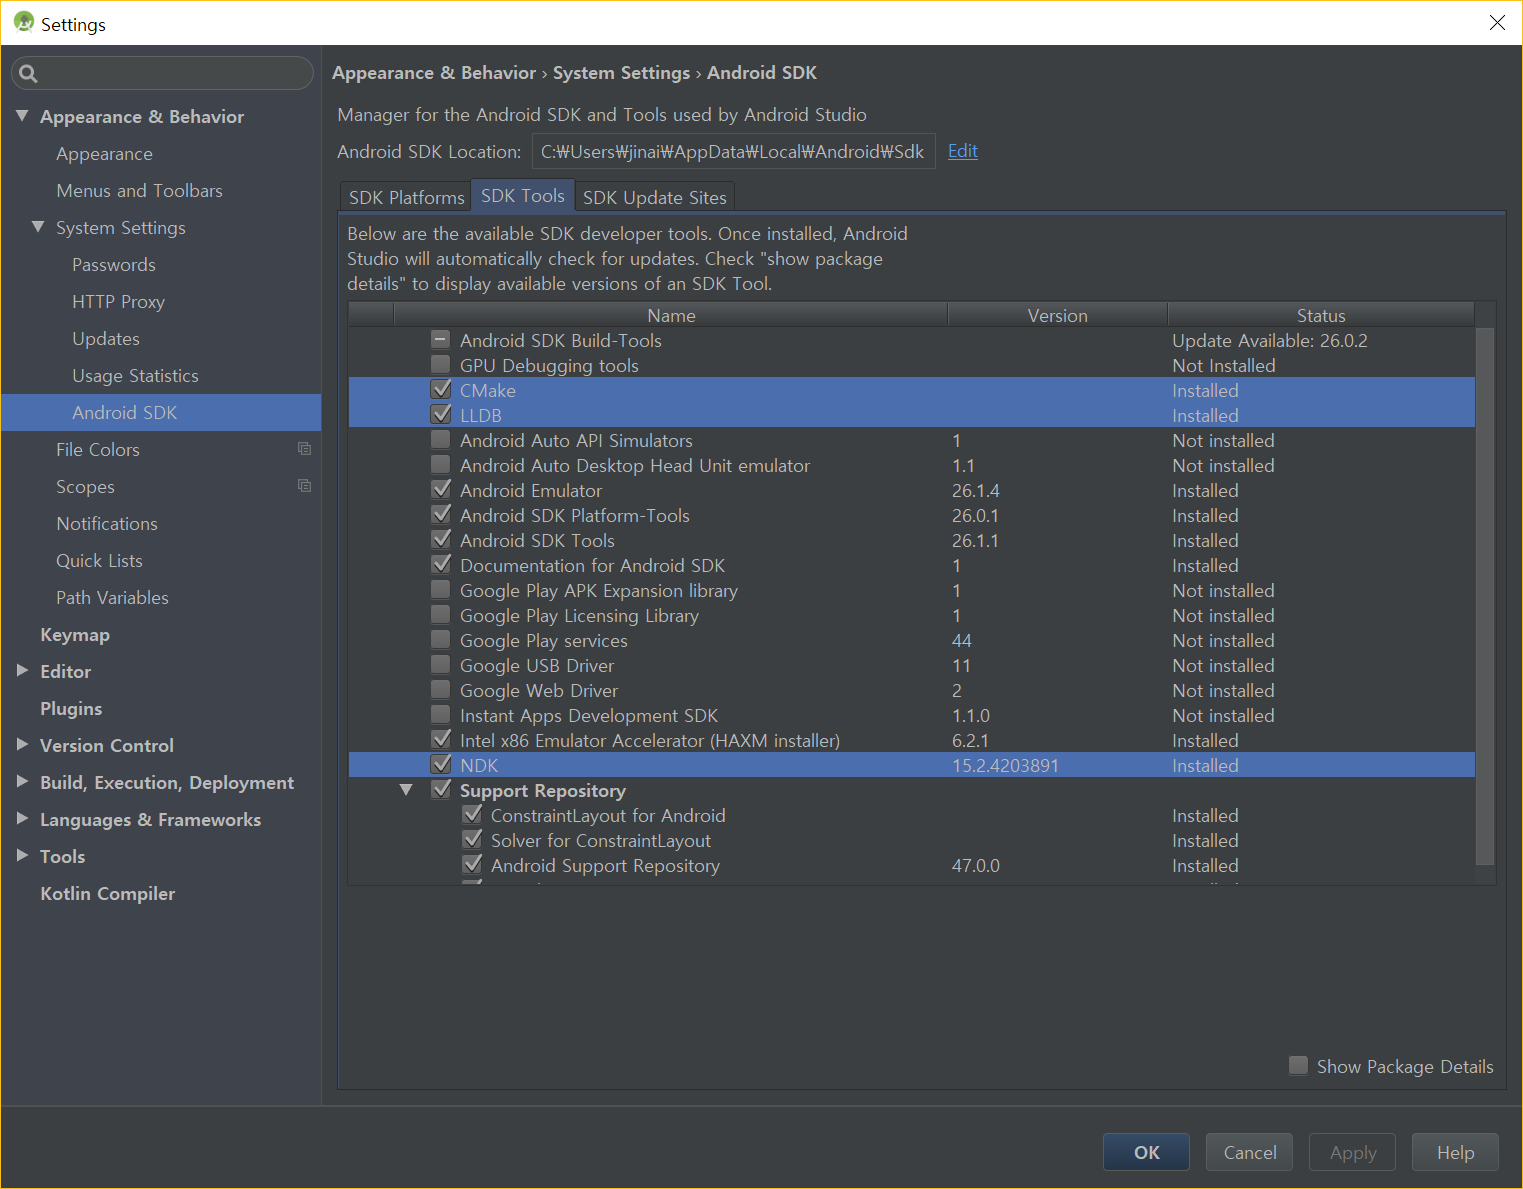 Settings
Appearance & Behavior
Appearance
Menus and Toolbars
System Settings
Passwords
HTTP Proxy
Updates
Usage Statistics
Android SDK
File Colors
Scopes
Notifications
Quick Lists
Path Variables
Keymap
Editor
Plugins
Version Control
Build, Execution, Deployment
Languages & Frameworks
Tools
Kotlin Compiler
Appearance & Behavior › System Settings › Android SDK
Manager for the Android SDK and Tools used by Android Studio
Android SDK Location: C:₩Users₩jinai₩AppData₩Local₩Android₩Sdk Edit
SDK Platforms SDK Tools SDK Update Sites
Below are the available SDK developer tools. Once installed, Android
Studio will automatically check for updates. Check "show package
details" to display available versions of an SDK Tool.
Name Version Status
Android SDK Build-Tools Update Available: 26.0.2
GPU Debugging tools Not Installed
CMake Installed
LLDB Installed
Android Auto API Simulators 1 Not installed
Android Auto Desktop Head Unit emulator 1.1 Not installed
Android Emulator 26.1.4 Installed
Android SDK Platform-Tools 26.0.1 Installed
Android SDK Tools 26.1.1 Installed
Documentation for Android SDK 1 Installed
Google Play APK Expansion library 1 Not installed
Google Play Licensing Library 1 Not installed
Google Play services 44 Not installed
Google USB Driver 11 Not installed
Google Web Driver 2 Not installed
Instant Apps Development SDK 1.1.0 Not installed
Intel x86 Emulator Accelerator (HAXM installer) 6.2.1 Installed
NDK 15.2.4203891 Installed
Support Repository
ConstraintLayout for Android Installed
Solver for ConstraintLayout Installed
Android Support Repository 47.0.0 Installed
Show Package Details
OK Cancel Apply Help